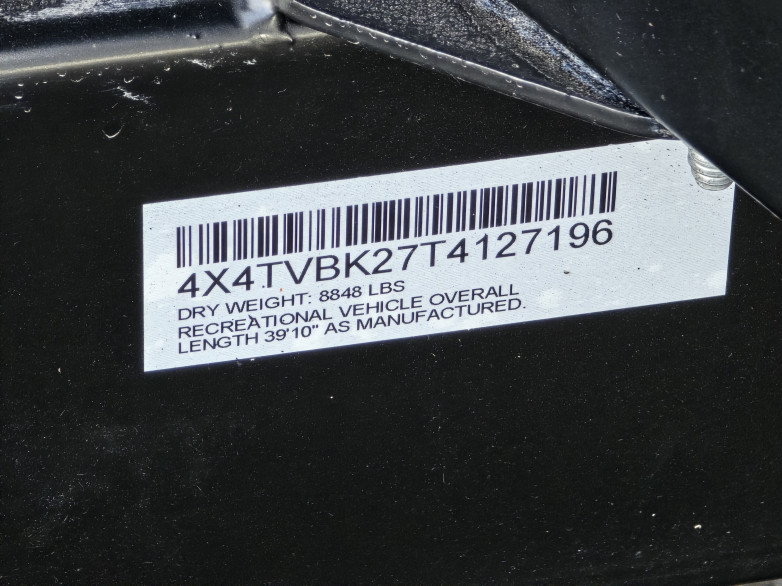 4X4TVBK27T4127196
DRY WEIGHT: 8848 LBS
RECREATIONAL VEHICLE OVERALL
LENGTH 39'10" AS MANUFACTURED.